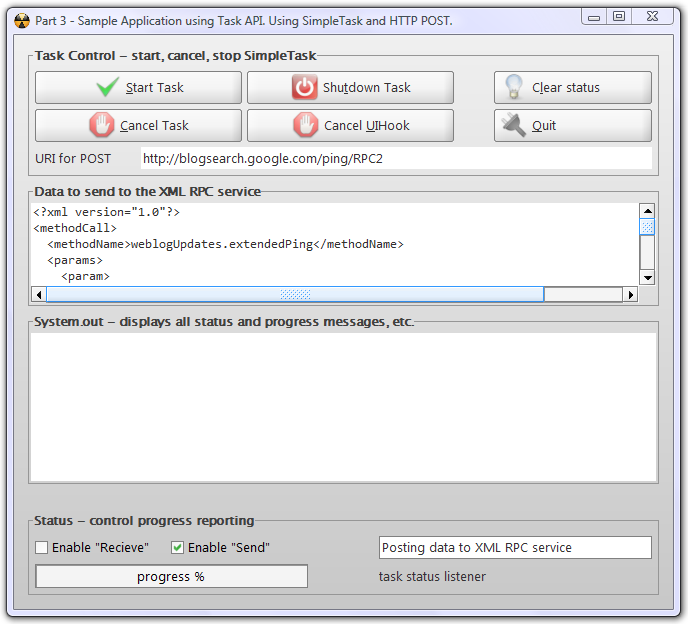 Part 3 - Sample Application using Task API. Using SimpleTask and HTTP POST.
Task Control – start, cancel, stop SimpleTask
Start Task
Shutdown Task
Clear status
Cancel Task
Cancel UIHook
Quit
URI for POST
http://blogsearch.google.com/ping/RPC2
Data to send to the XML RPC service
<?xml version="1.0"?>
<methodCall>
<methodName>weblogUpdates.extendedPing</methodName>
<params>
<param>
System.out – displays all status and progress messages, etc.
Status – control progress reporting
Enable "Recieve"
Enable "Send"
Posting data to XML RPC service
progress %
task status listener